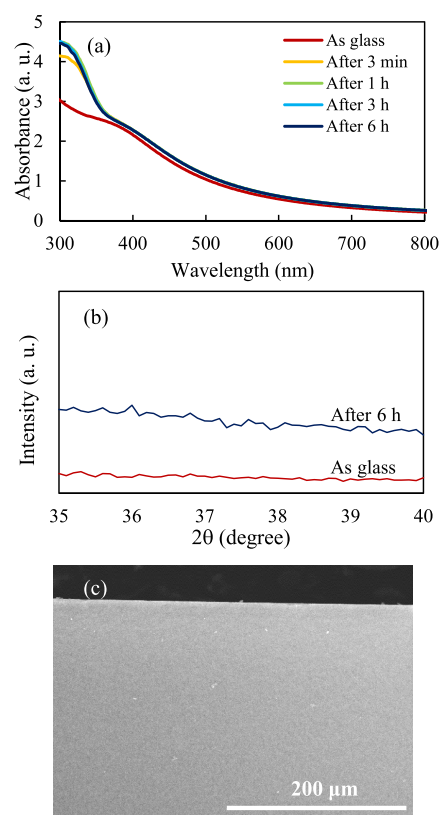 (a)
As glass
After 3 min
After 1 h
After 3 h
After 6 h
5
4
3
2
1
0
Absorbance (a. u.)
300 400 500 600 700 800
Wavelength (nm)
(b)
After 6 h
As glass
Intensity (a. u.)
35 36 37 38 39 40
2θ (degree)
(c)
200 µm